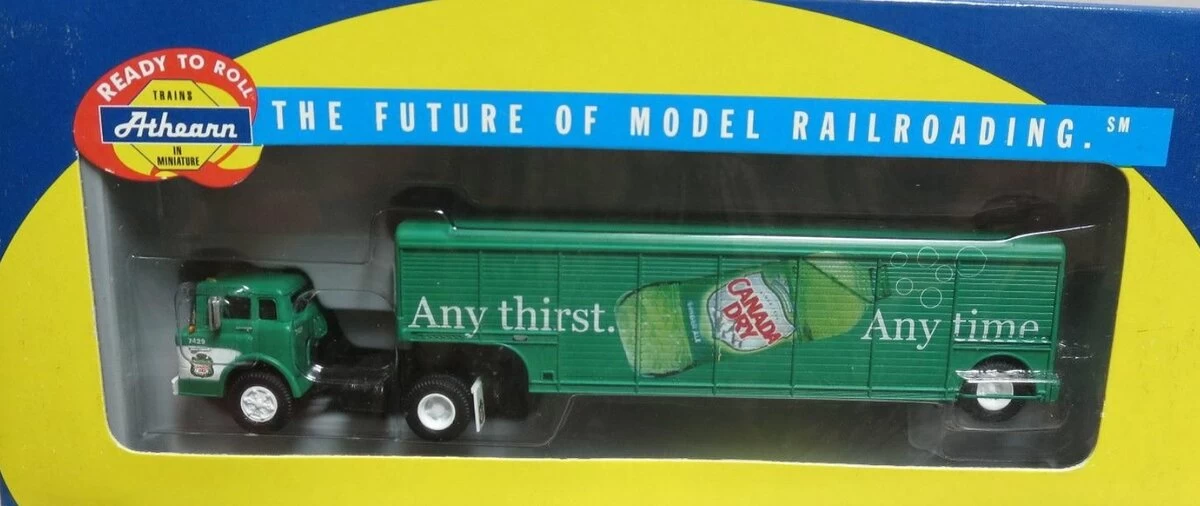 READY TO ROLL
TRAINS
Athearn
IN
MINIATURE
THE FUTURE OF MODEL RAILROADING. SM
Any thirst.
CANADA
DRY
Any time.
7429